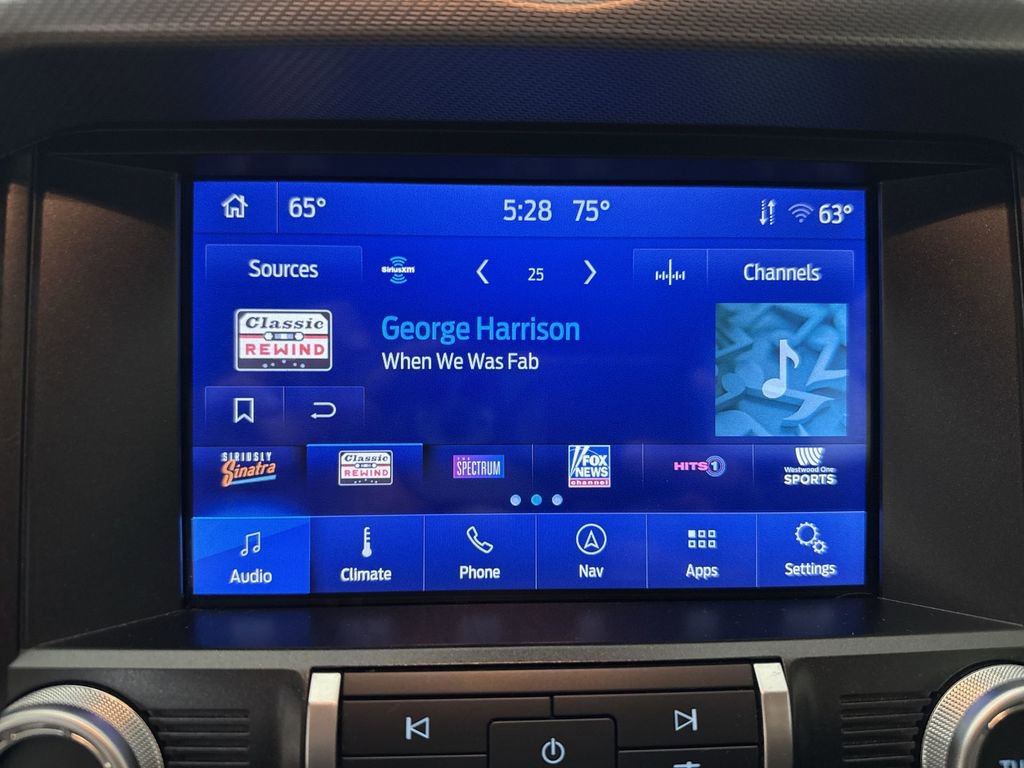 65°
5:28 75°
63°
Sources
SiriusXM
25
Channels
Classic
REWIND
George Harrison
When We Was Fab
SIRIUSLY
Sinatra
Classic
REWIND
THE
SPECTRUM
FOX
NEWS
channel
HITS 1
Westwood One
SPORTS
Audio
Climate
Phone
Nav
Apps
Settings